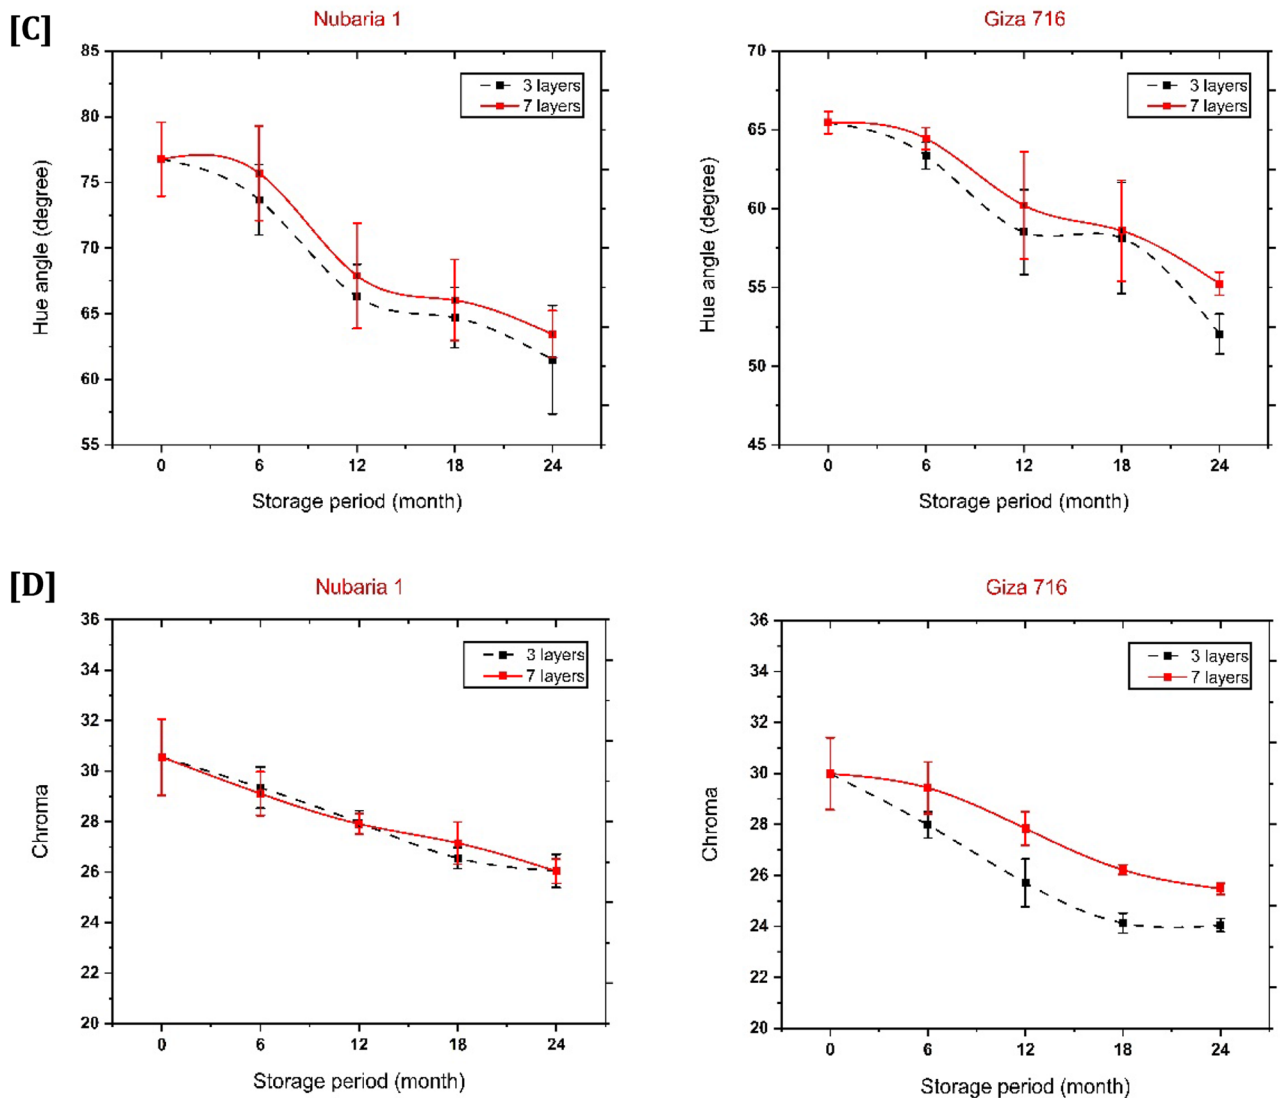 [C]
Nubaria 1
Giza 716
85
80
75
70
65
60
55
Hue angle (degree)
3 layers
7 layers
0 6 12 18 24
Storage period (month)
70
65
60
55
50
45
Hue angle (degree)
3 layers
7 layers
0 6 12 18 24
Storage period (month)
[D]
Nubaria 1
Giza 716
36
34
32
30
28
26
24
22
20
Chroma
3 layers
7 layers
0 6 12 18 24
Storage period (month)
36
34
32
30
28
26
24
22
20
Chroma
3 layers
7 layers
0 6 12 18 24
Storage period (month)